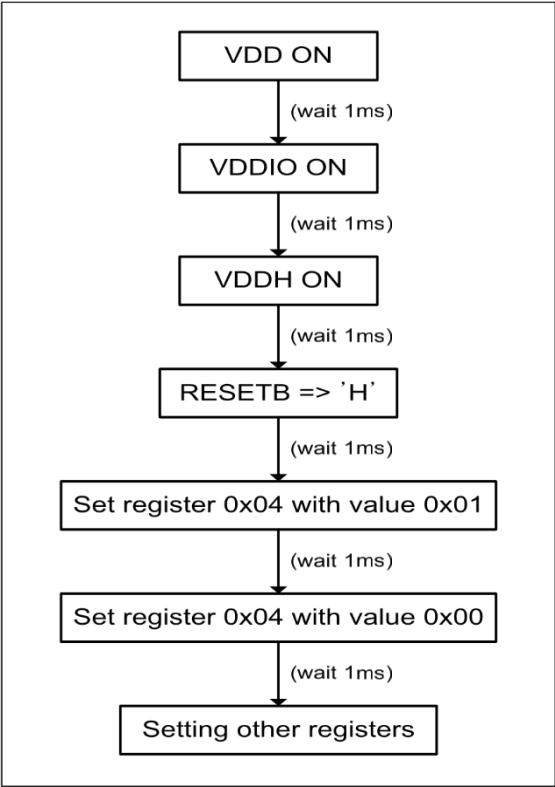 VDD ON
(wait 1ms)
VDDIO ON
(wait 1ms)
VDDH ON
(wait 1ms)
RESETB => 'H'
(wait 1ms)
Set register 0x04 with value 0x01
(wait 1ms)
Set register 0x04 with value 0x00
(wait 1ms)
Setting other registers